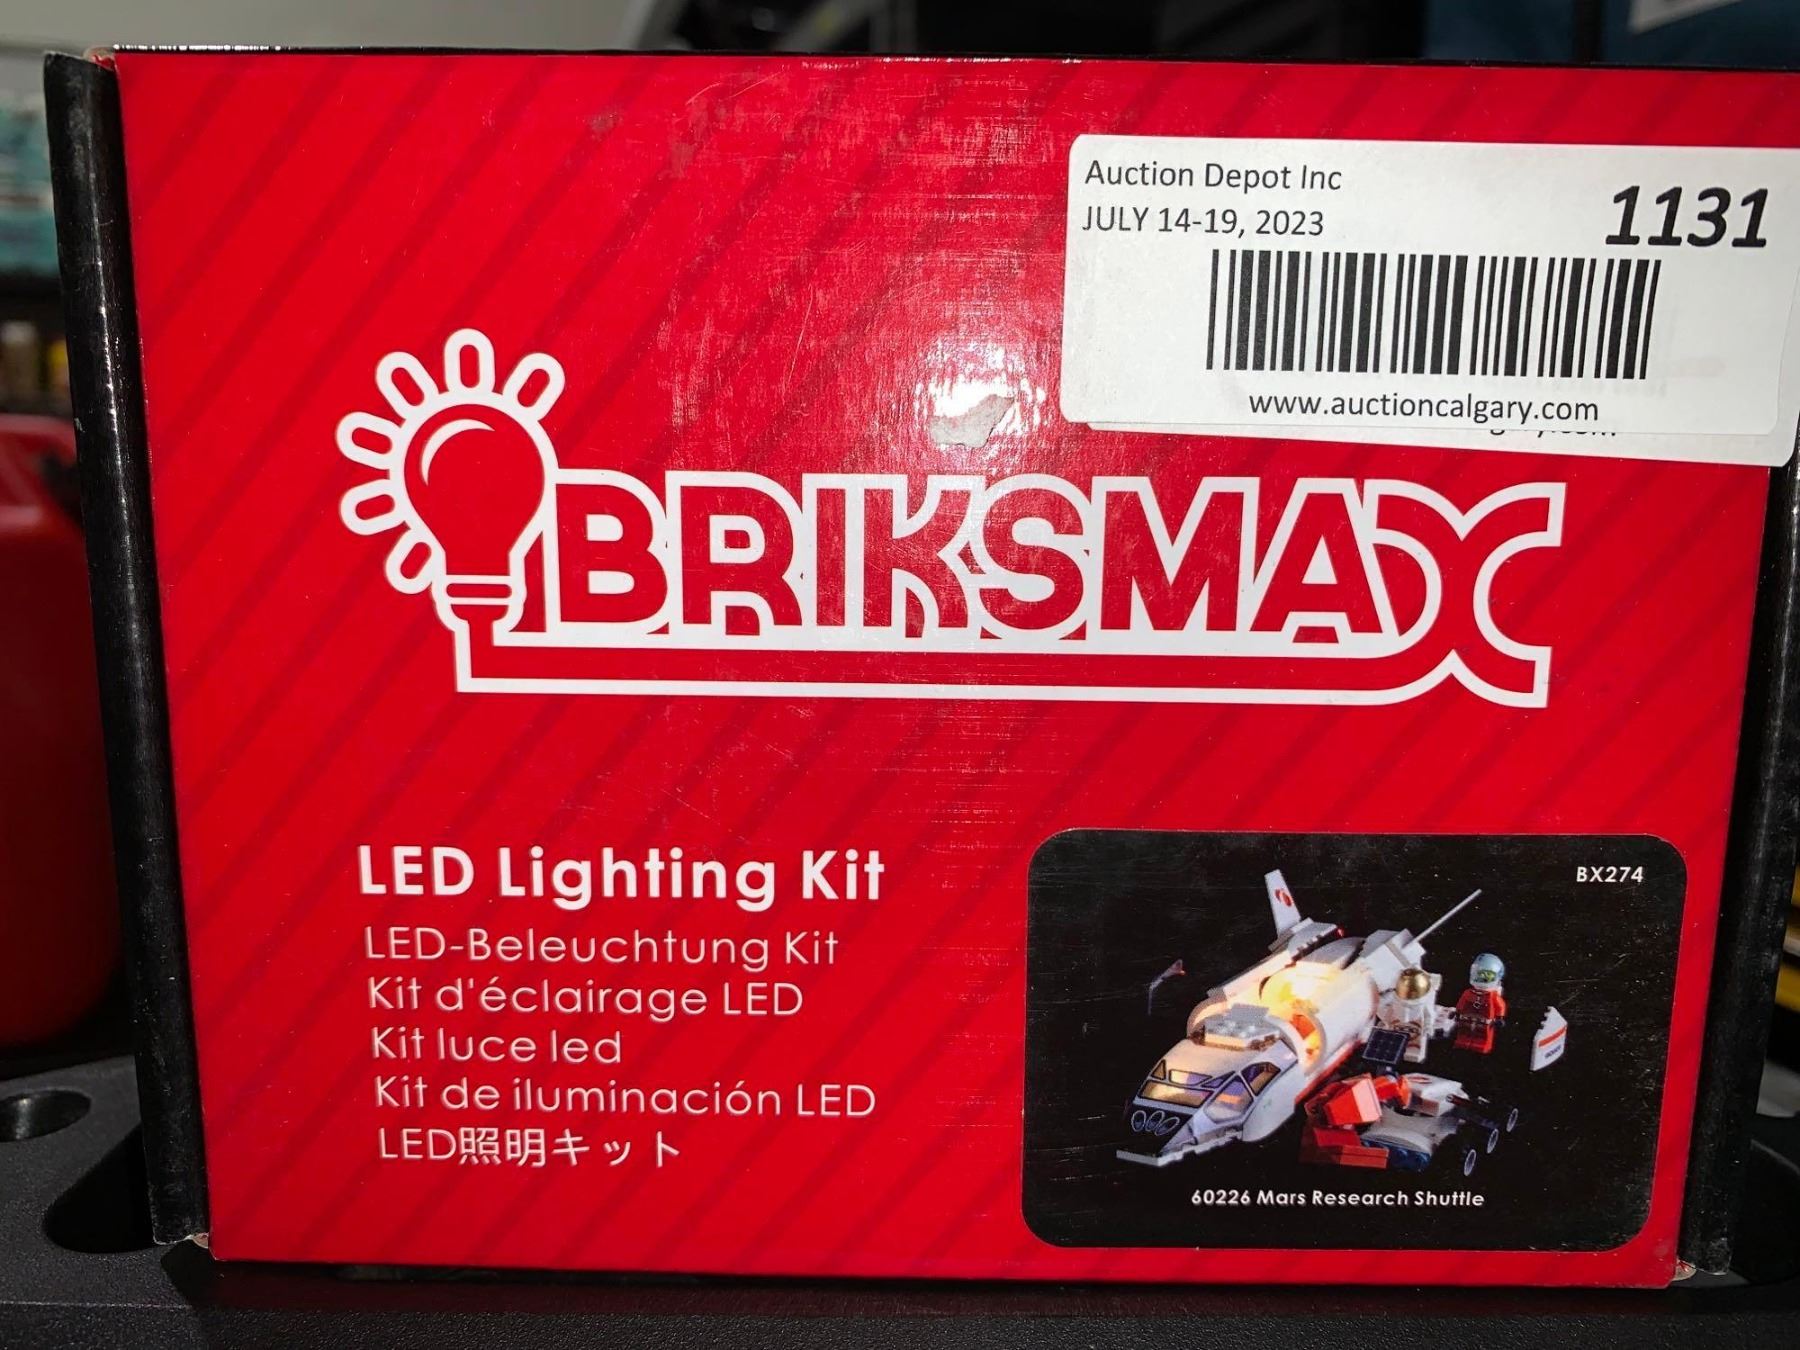 Auction Depot Inc
JULY 14-19, 2023
1131
www.auctioncalgary.com
BRIKSMAX
LED Lighting Kit
LED-Beleuchtung Kit
Kit d'éclairage LED
Kit luce led
Kit de iluminación LED
LED照明キット
BX274
60226 Mars Research Shuttle